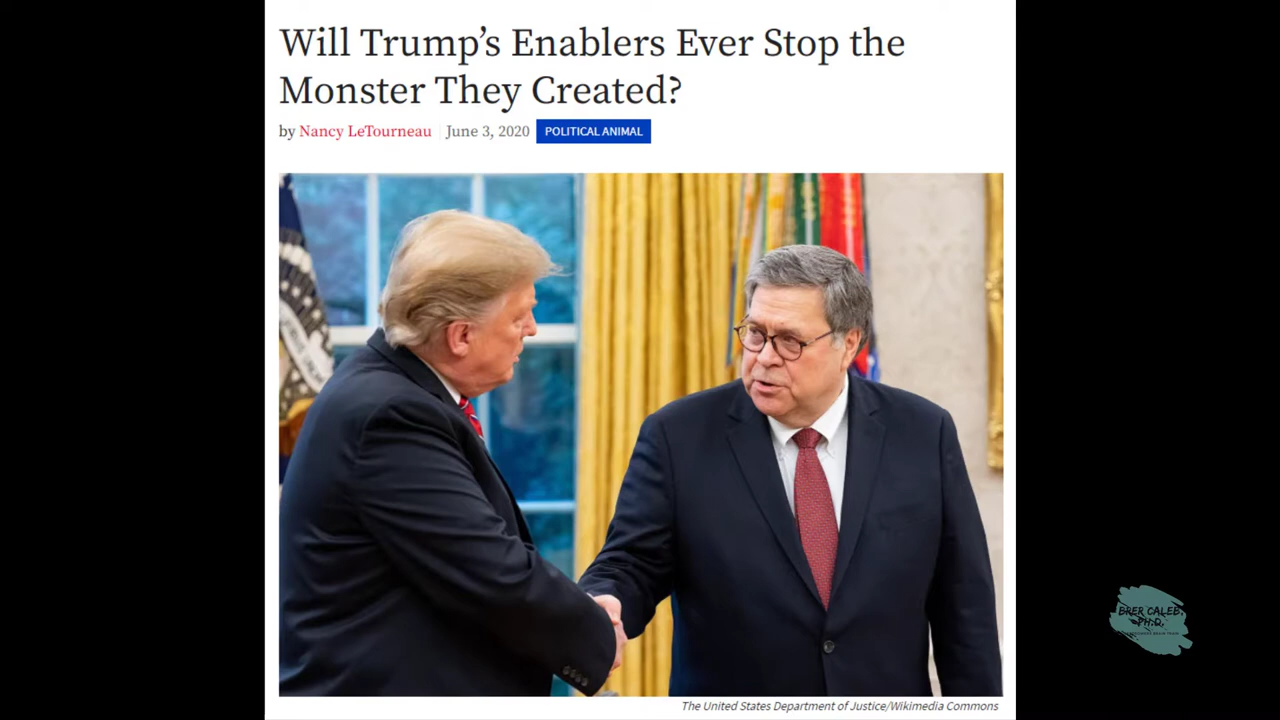 Will Trump’s Enablers Ever Stop the
Monster They Created?
by Nancy LeTourneau June 3, 2020 POLITICAL ANIMAL
The United States Department of Justice/Wikimedia Commons
BRER CALEB,
PH.D.